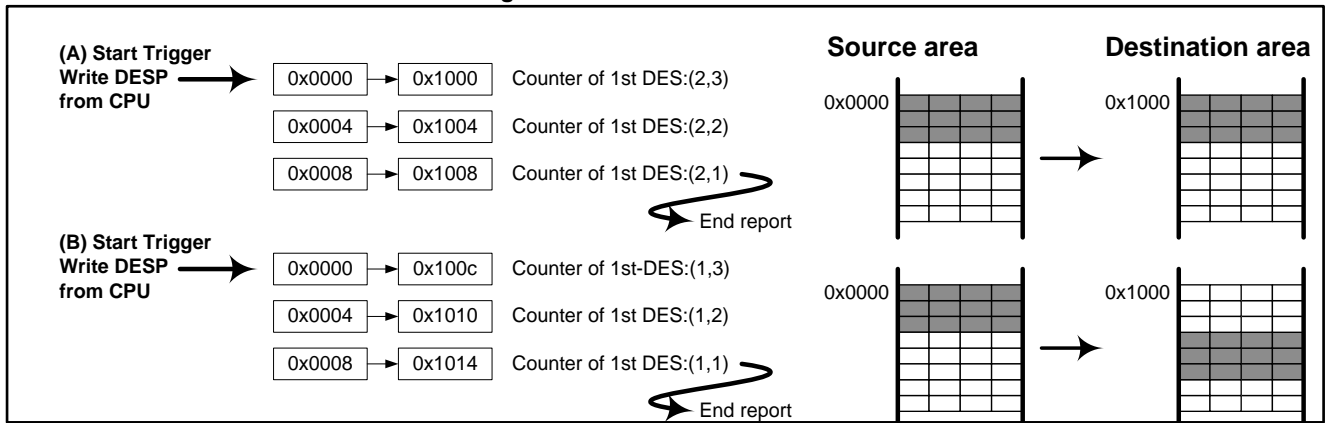 (A) Start Trigger
Write DESP
from CPU
0x0000 0x1000 Counter of 1st DES:(2,3)
0x0004 0x1004 Counter of 1st DES:(2,2)
0x0008 0x1008 Counter of 1st DES:(2,1)
End report
(B) Start Trigger
Write DESP
from CPU
0x0000 0x100c Counter of 1st-DES:(1,3)
0x0004 0x1010 Counter of 1st DES:(1,2)
0x0008 0x1014 Counter of 1st DES:(1,1)
End report
Source area Destination area
0x0000 0x1000
0x0000 0x1000